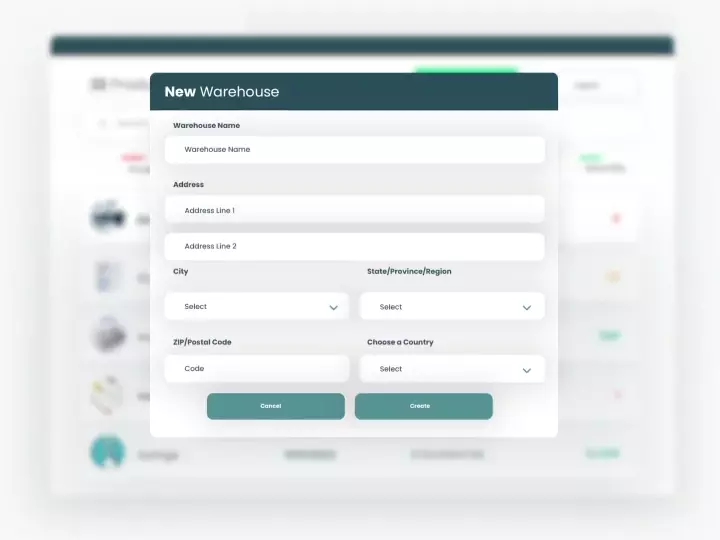 New Warehouse
Warehouse Name
Warehouse Name
Address
Address Line 1
Address Line 2
City
State/Province/Region
Select
Select
ZIP/Postal Code
Choose a Country
Code
Select
Cancel
Create